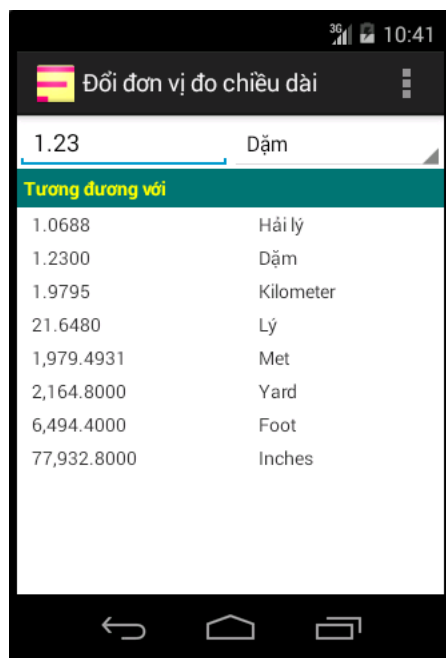 3G 10:41
Đổi đơn vị đo chiều dài
1.23 Dặm
Tương đương với
1.0688 Hải lý
1.2300 Dặm
1.9795 Kilometer
21.6480 Lý
1,979.4931 Met
2,164.8000 Yard
6,494.4000 Foot
77,932.8000 Inches